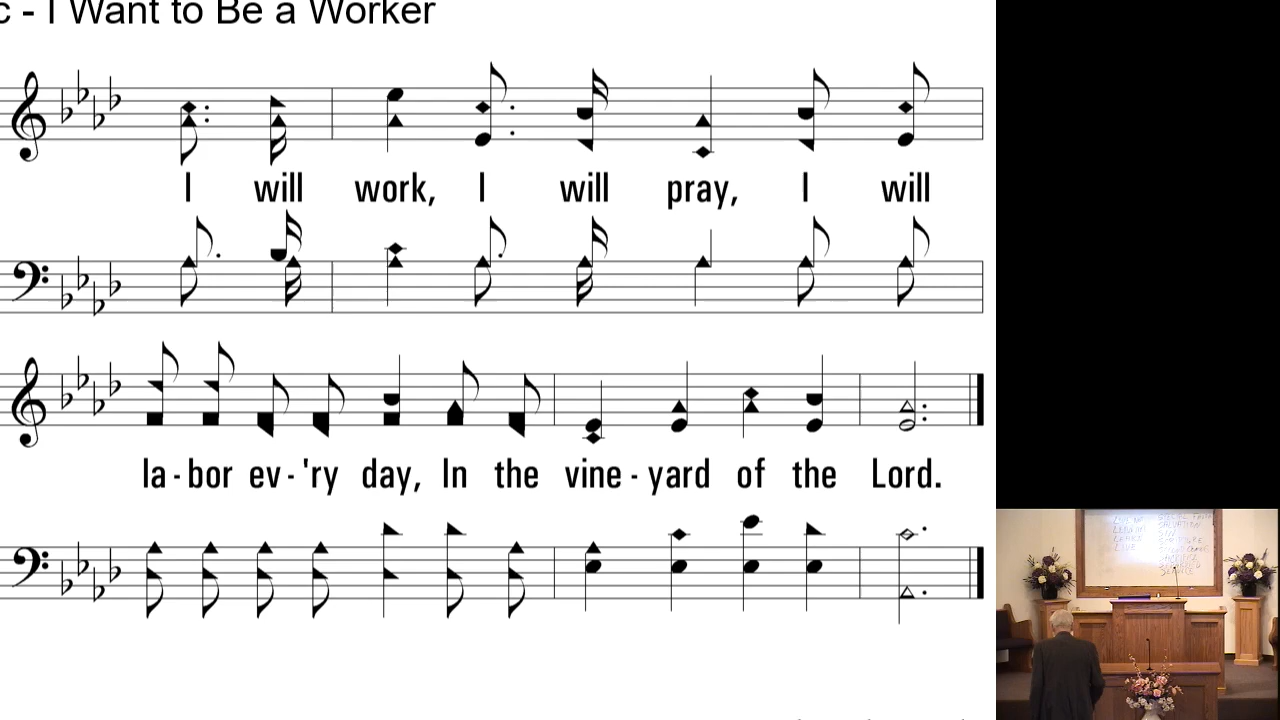 c - I Want to Be a Worker
I will work, I will pray, I will
la - bor ev - 'ry day, In the vine - yard of the Lord.